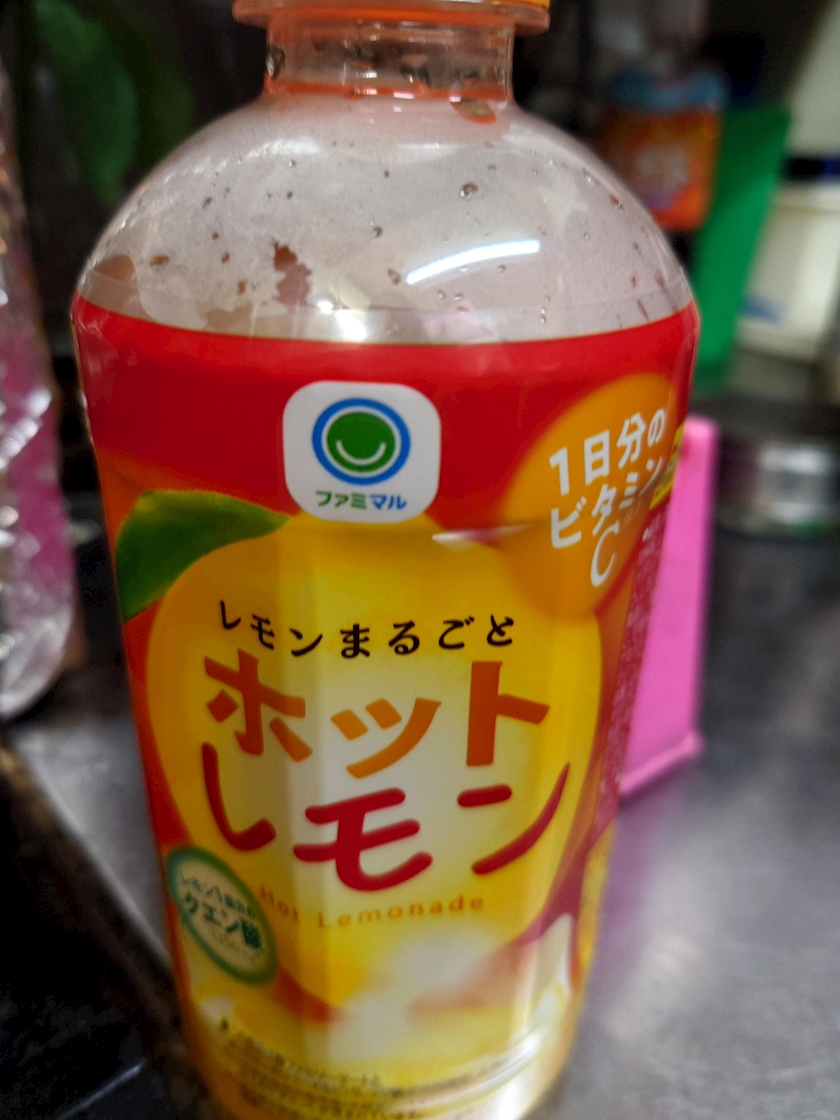 ファミマル
1日分の
ビタミン
C
レモンまるごと
ホット
レモン
Hot Lemonade
クエン酸